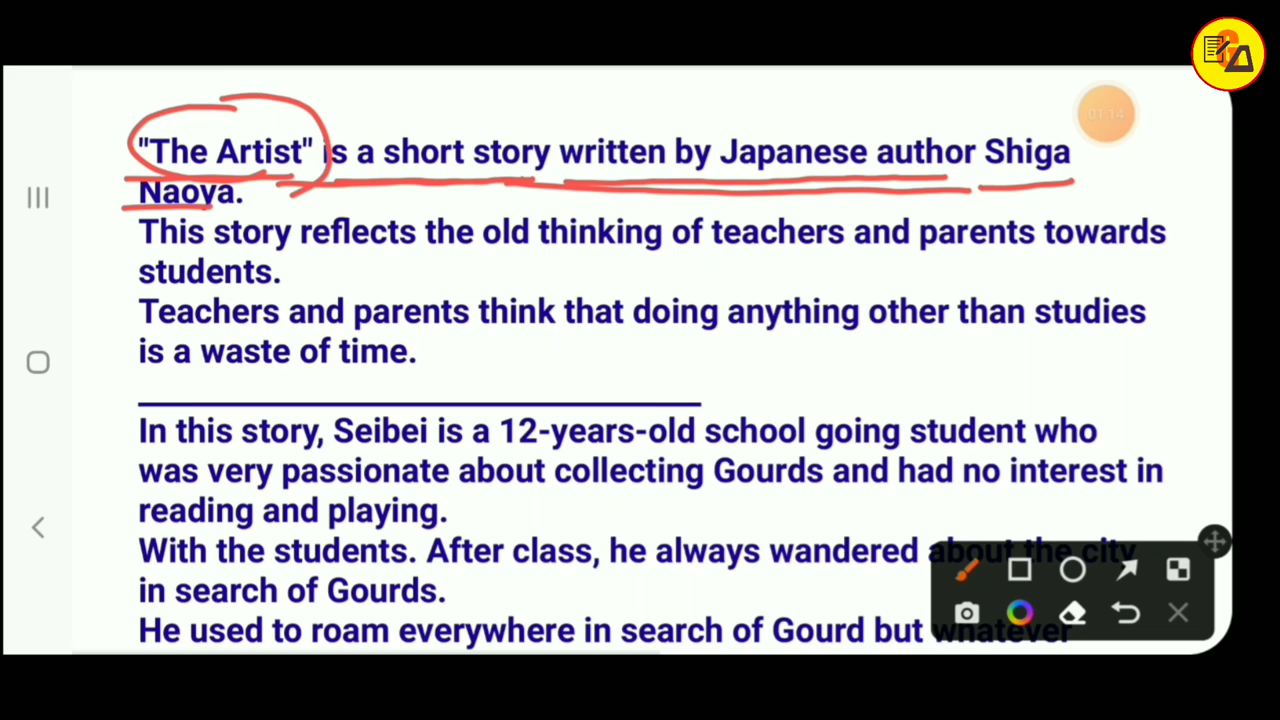 01:14
"The Artist" is a short story written by Japanese author Shiga
Naoya.
This story reflects the old thinking of teachers and parents towards
students.
Teachers and parents think that doing anything other than studies
is a waste of time.
In this story, Seibei is a 12-years-old school going student who
was very passionate about collecting Gourds and had no interest in
reading and playing.
With the students. After class, he always wandered about the city
in search of Gourds.
He used to roam everywhere in search of Gourd but whatever